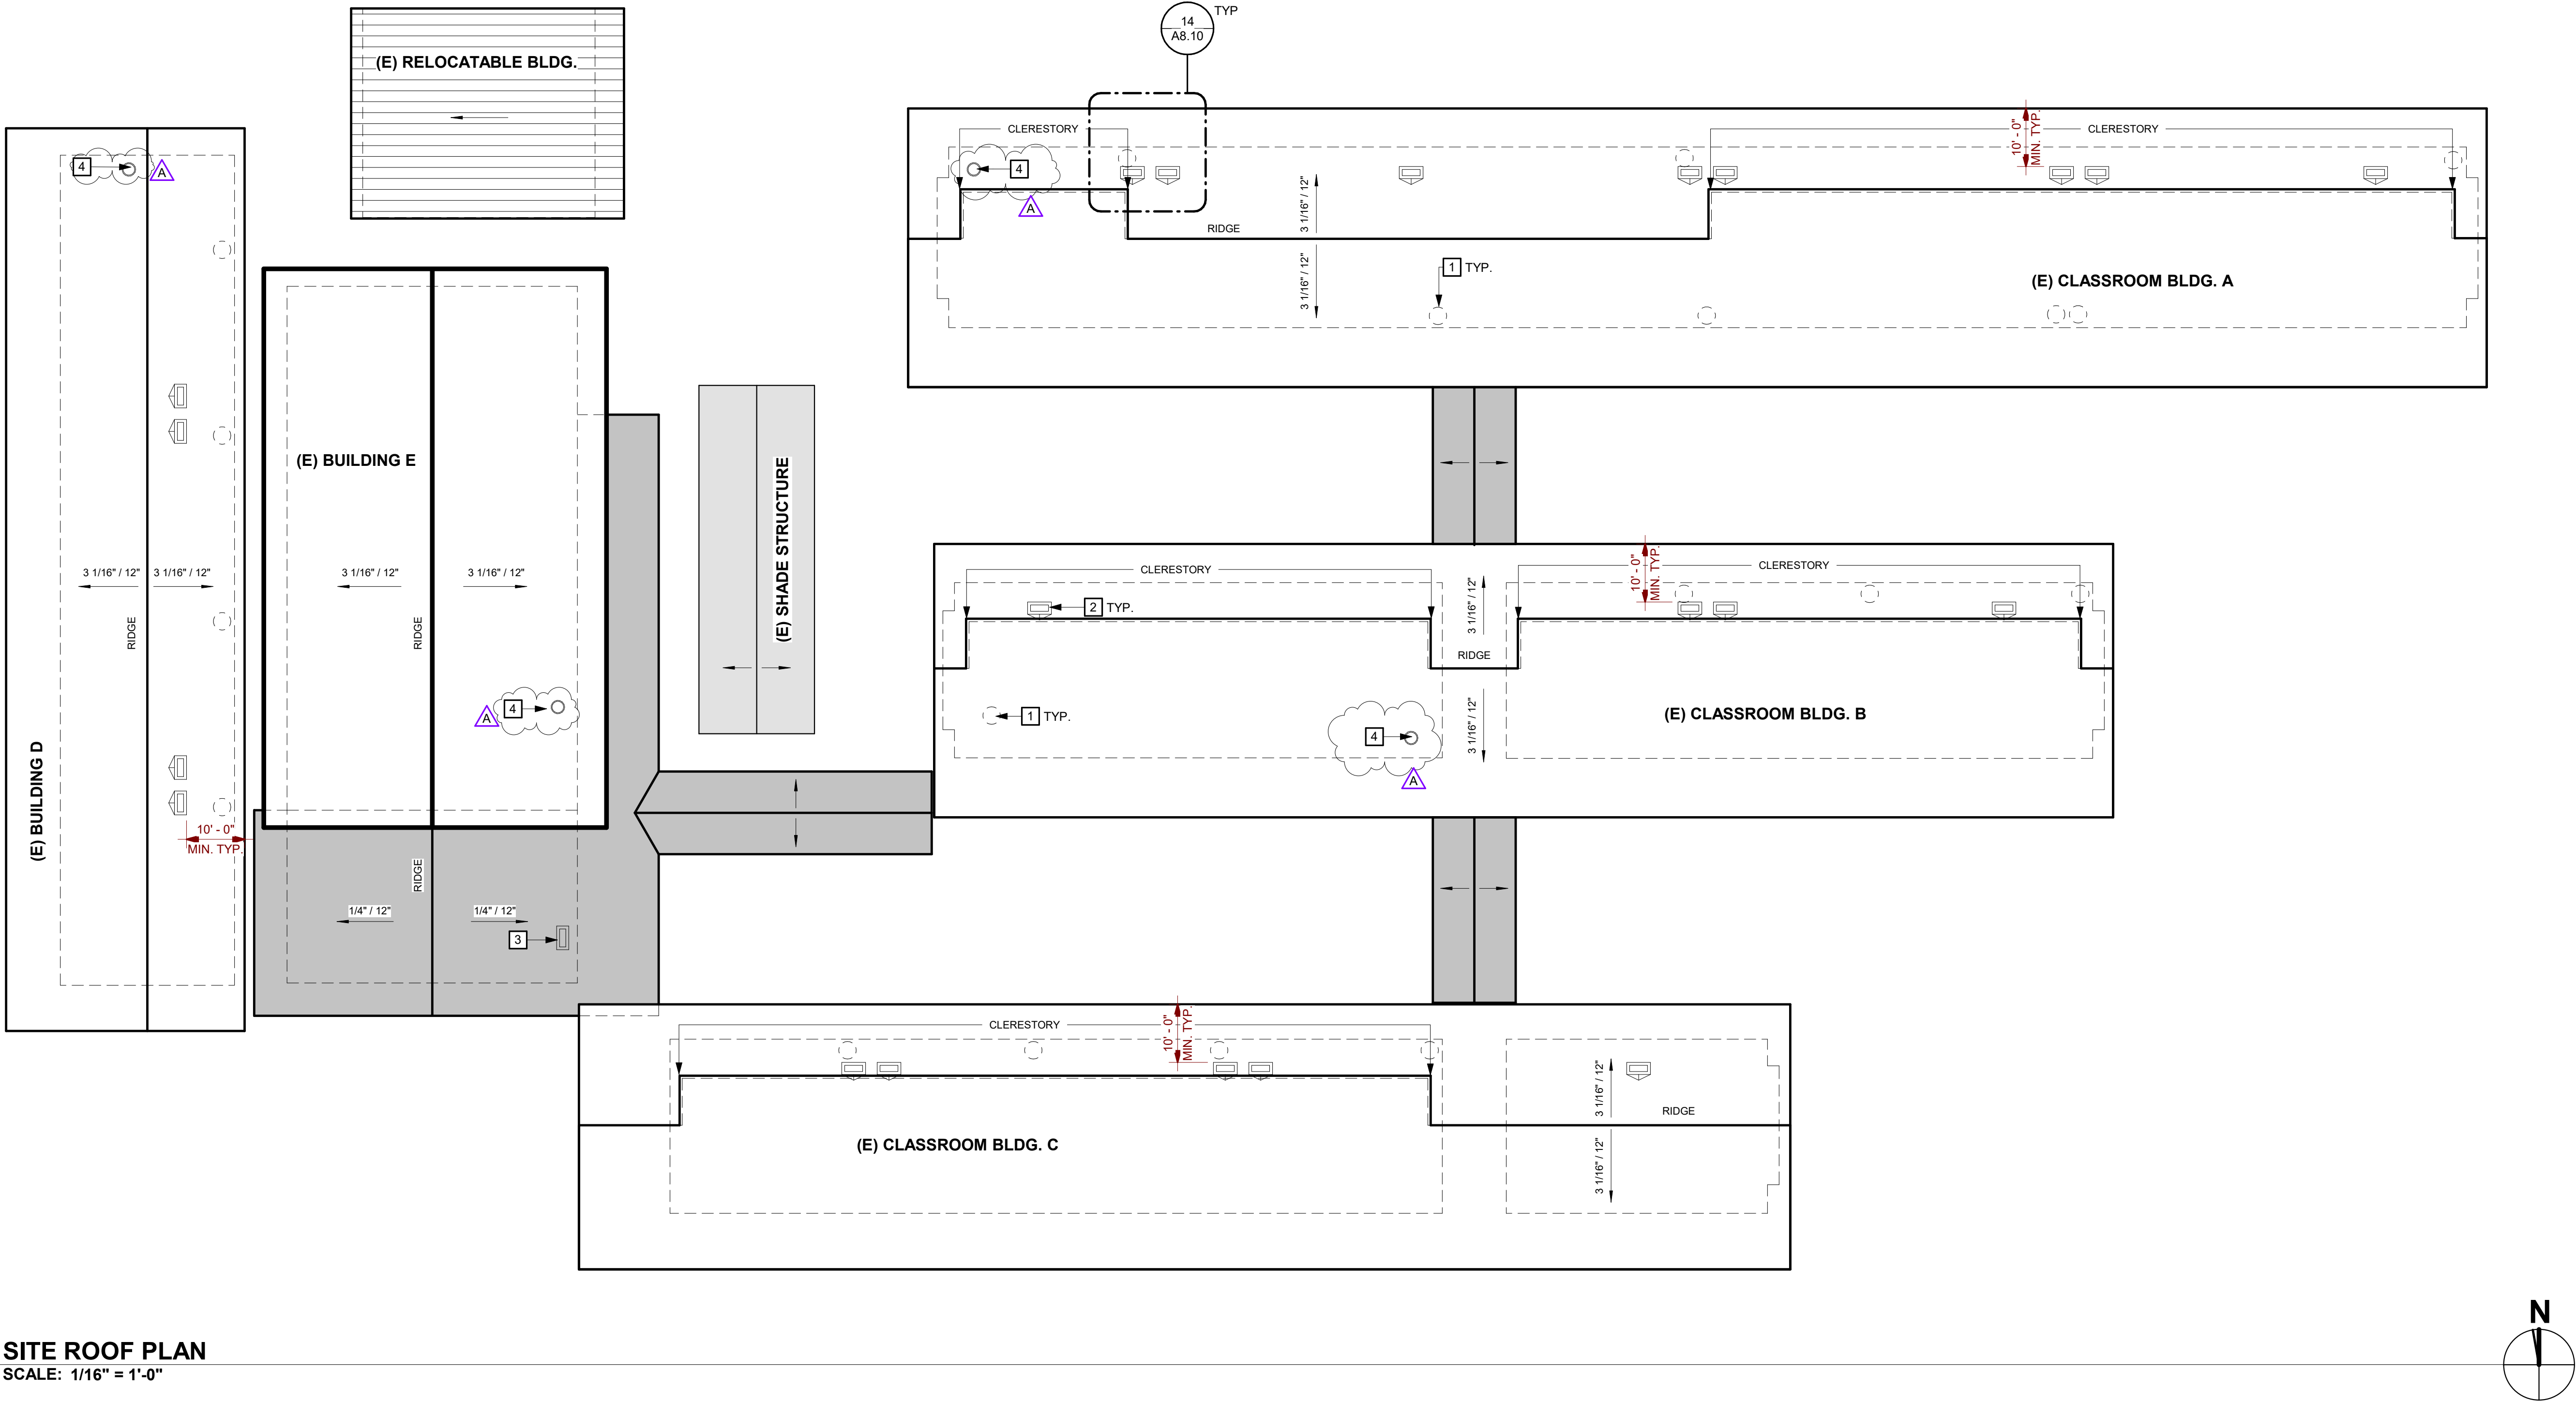 14
A8.10
TYP
(E) RELOCATABLE BLDG.
4
A
CLERESTORY
4
A
RIDGE
3 1/16" / 12"
3 1/16" / 12"
1 TYP.
10' - 0"
MIN. TYP.
CLERESTORY
(E) CLASSROOM BLDG. A
(E) BUILDING E
(E) SHADE STRUCTURE
3 1/16" / 12"
3 1/16" / 12"
RIDGE
(E) BUILDING D
10' - 0"
MIN. TYP.
3 1/16" / 12"
3 1/16" / 12"
RIDGE
A
4
RIDGE
1/4" / 12"
1/4" / 12"
3
CLERESTORY
2 TYP.
1 TYP.
3 1/16" / 12"
RIDGE
3 1/16" / 12"
4
A
10' - 0"
MIN. TYP.
CLERESTORY
(E) CLASSROOM BLDG. B
CLERESTORY
10' - 0"
MIN. TYP.
(E) CLASSROOM BLDG. C
3 1/16" / 12"
RIDGE
3 1/16" / 12"
SITE ROOF PLAN
SCALE: 1/16" = 1'-0"
N